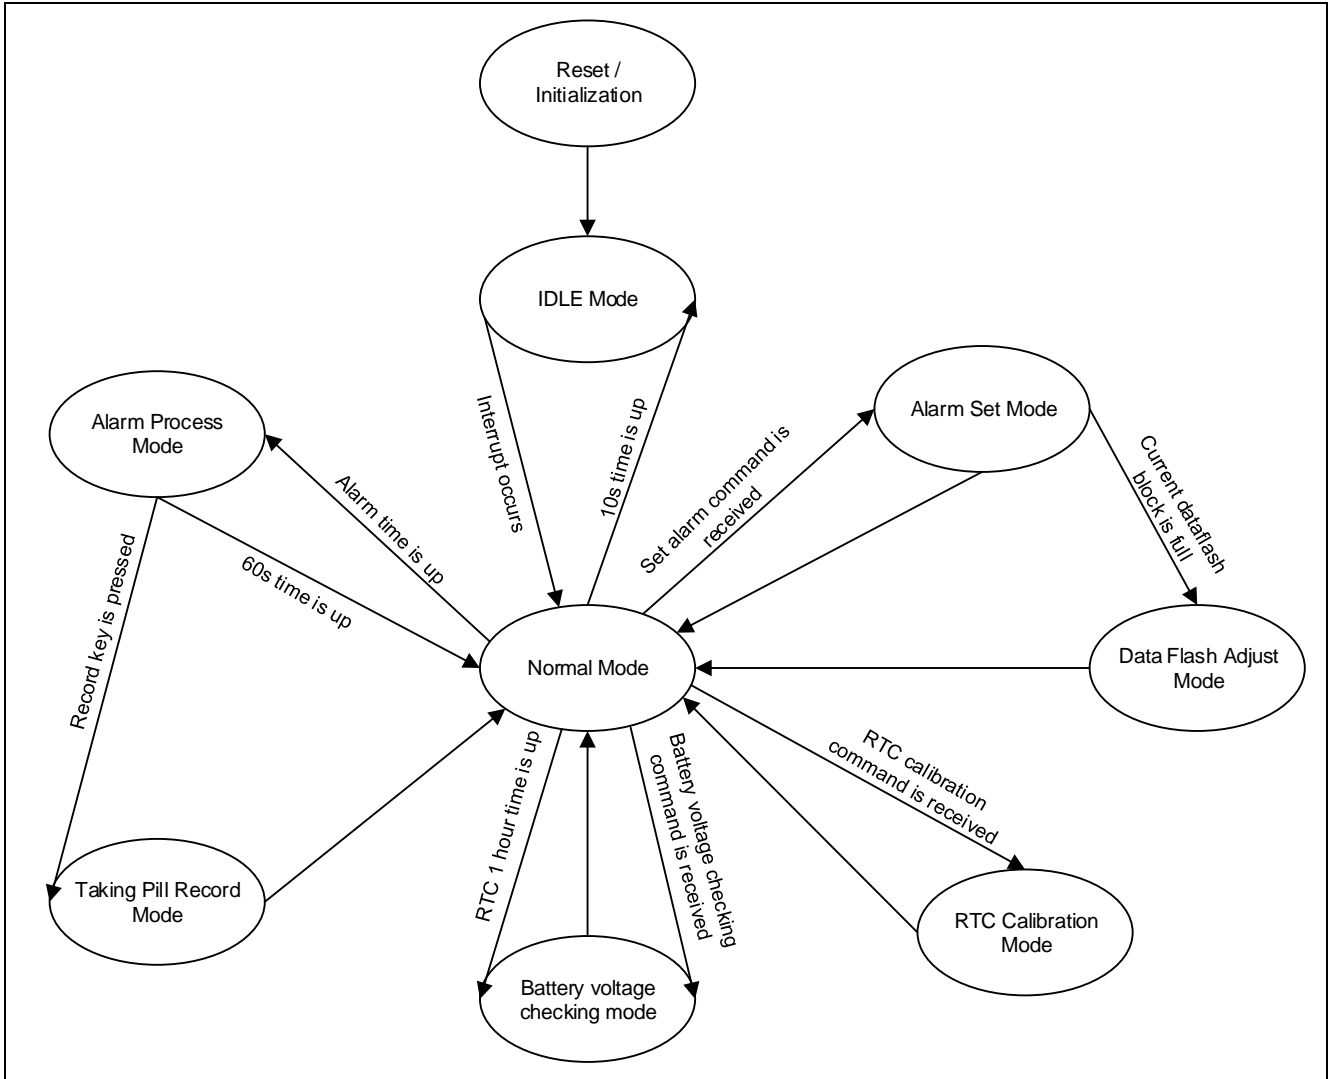 Reset /
Initialization
IDLE Mode
Alarm Set Mode
Alarm Process
Mode
Interrupt occurs
10s time is up
Set alarm command is
received
Current dataflash
block is full
Alarm time is up
60s time is up
Record key is pressed
Normal Mode
Data Flash Adjust
Mode
RTC calibration
command is received
RTC 1 hour time is up
Battery voltage checking
command is received
Taking Pill Record
Mode
RTC Calibration
Mode
Battery voltage
checking mode